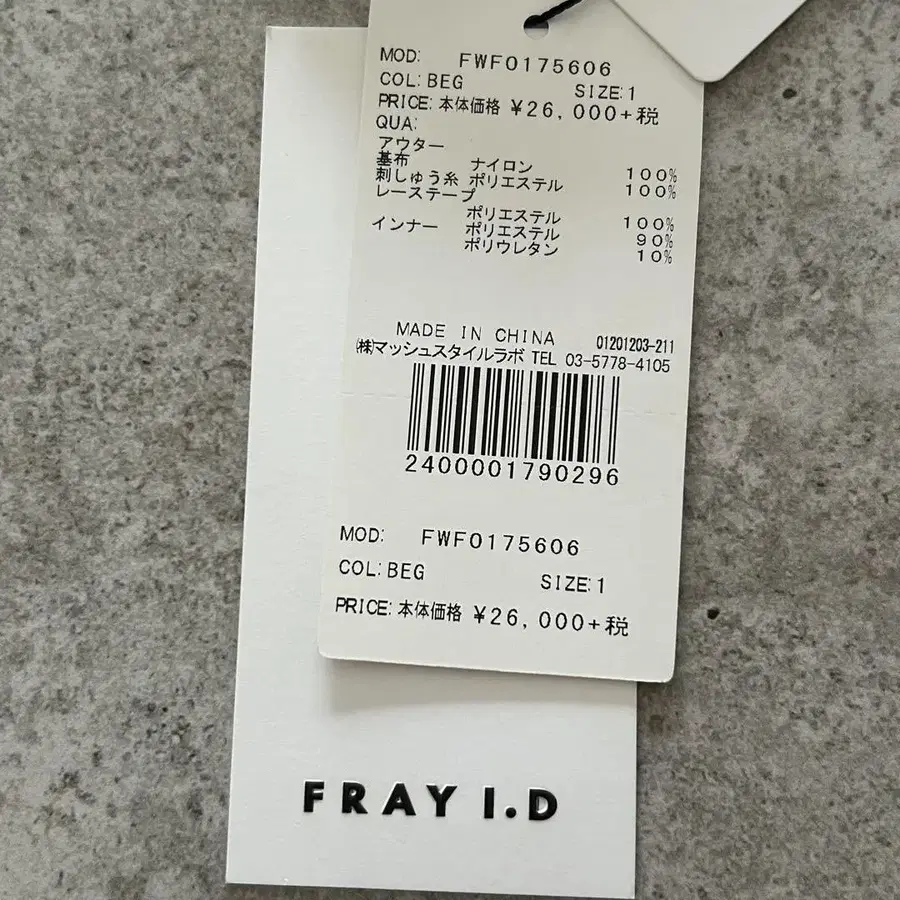 MOD: FWF0175606
COL: BEG SIZE: 1
PRICE: 本体価格 ¥26,000+税
QUA:
アウター
基布 ナイロン 100%
刺しゅう糸 ポリエステル 100%
レーステープ
ポリエステル 100%
インナー ポリエステル 90%
ポリウレタン 10%
MADE IN CHINA 01201203-211
(株)マッシュスタイルラボ TEL 03-5778-4105
2400001790296
MOD: FWF0175606
COL: BEG SIZE: 1
PRICE: 本体価格 ¥26,000+税
FRAY I.D